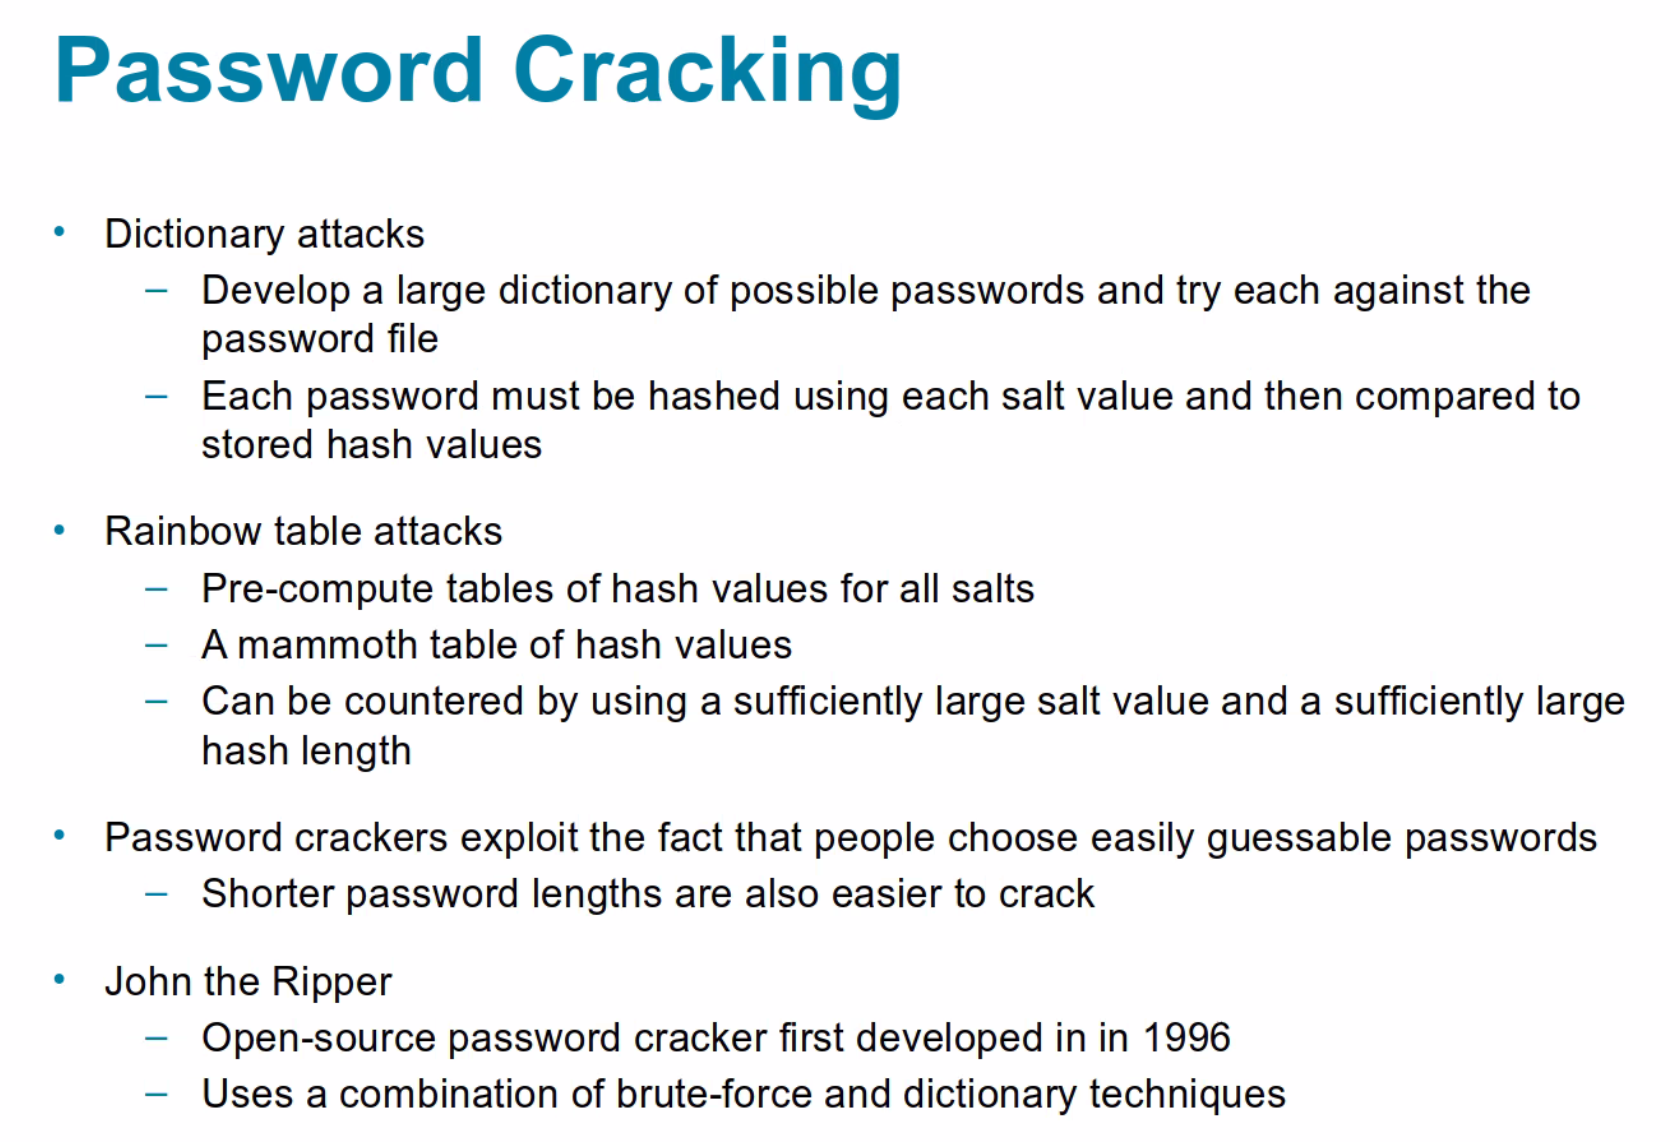 Password Cracking
• Dictionary attacks
– Develop a large dictionary of possible passwords and try each against the
password file
– Each password must be hashed using each salt value and then compared to
stored hash values
• Rainbow table attacks
– Pre-compute tables of hash values for all salts
– A mammoth table of hash values
– Can be countered by using a sufficiently large salt value and a sufficiently large
hash length
• Password crackers exploit the fact that people choose easily guessable passwords
– Shorter password lengths are also easier to crack
• John the Ripper
– Open-source password cracker first developed in in 1996
– Uses a combination of brute-force and dictionary techniques